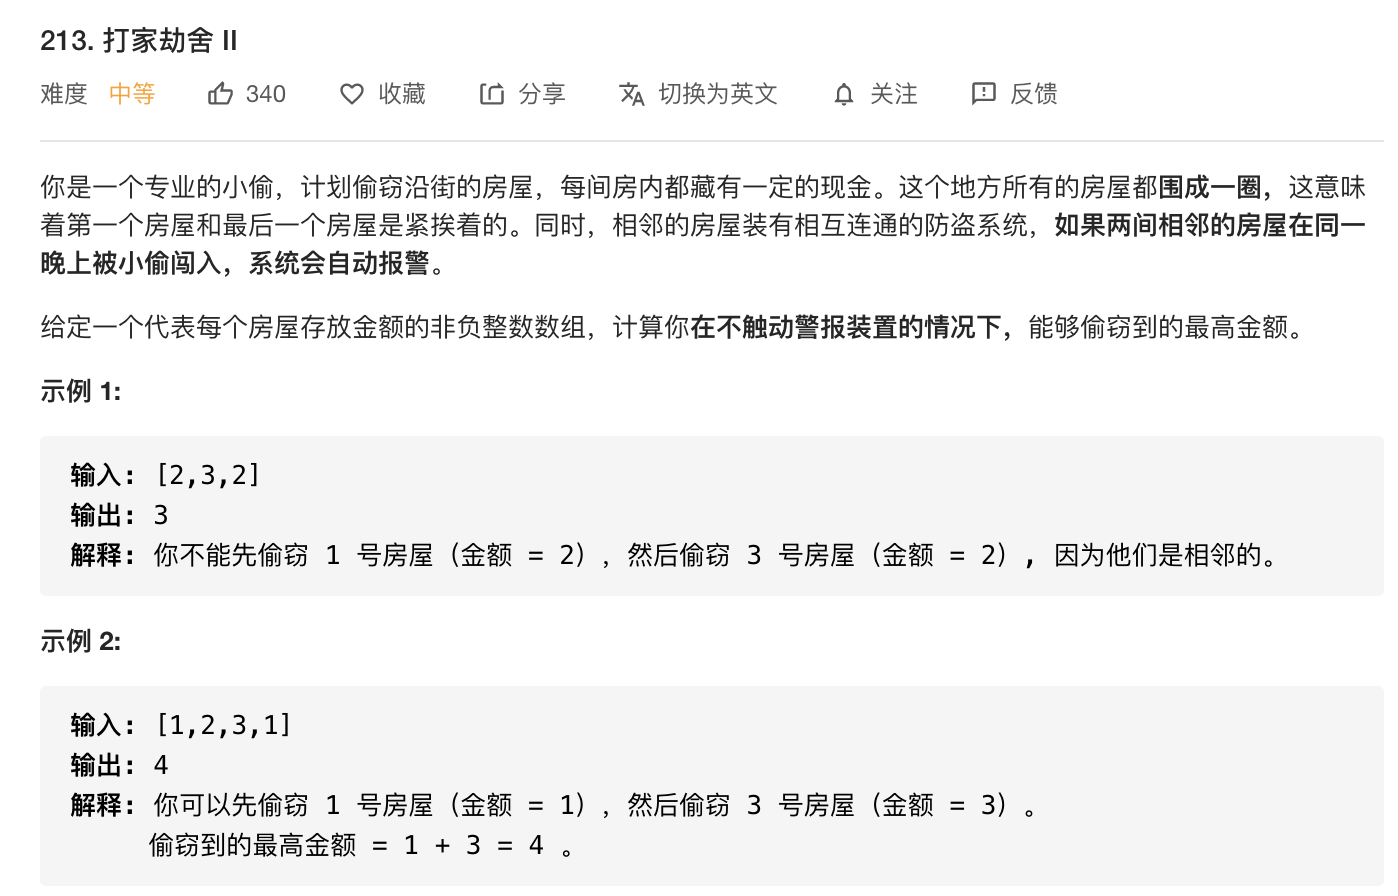 213. 打家劫舍 II
难度 中等 340 收藏 分享 切换为英文 关注 反馈
你是一个专业的小偷，计划偷窃沿街的房屋，每间房内都藏有一定的现金。这个地方所有的房屋都围成一圈，这意味
着第一个房屋和最后一个房屋是紧挨着的。同时，相邻的房屋装有相互连通的防盗系统，如果两间相邻的房屋在同一
晚上被小偷闯入，系统会自动报警。
给定一个代表每个房屋存放金额的非负整数数组，计算你在不触动警报装置的情况下，能够偷窃到的最高金额。
示例 1:
输入: [2,3,2]
输出: 3
解释: 你不能先偷窃 1 号房屋（金额 = 2）, 然后偷窃 3 号房屋（金额 = 2）, 因为他们是相邻的。
示例 2:
输入: [1,2,3,1]
输出: 4
解释: 你可以先偷窃 1 号房屋（金额 = 1）, 然后偷窃 3 号房屋（金额 = 3）。
偷窃到的最高金额 = 1 + 3 = 4 。